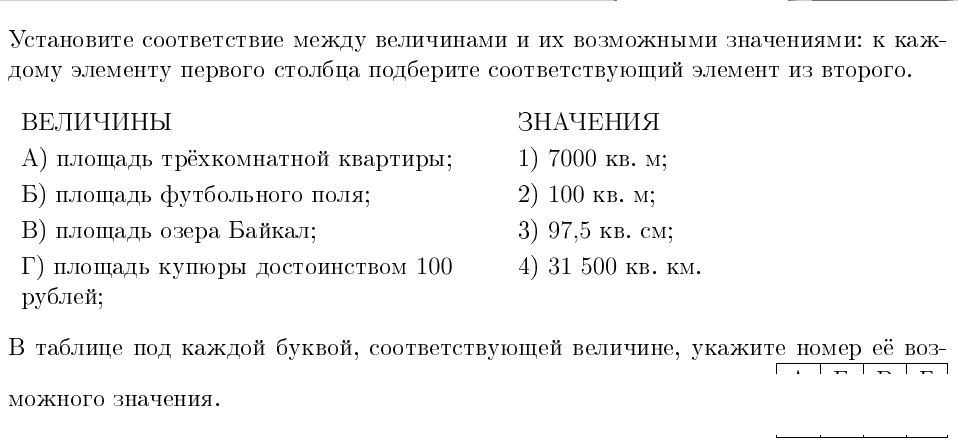 Установите соответствие между величинами и их возможными значениями: к каж-
дому элементу первого столбца подберите соответствующий элемент из второго.
ВЕЛИЧИНЫ
А) площадь трёхкомнатной квартиры;
Б) площадь футбольного поля;
В) площадь озера Байкал;
Г) площадь купюры достоинством 100
рублей;
ЗНАЧЕНИЯ
1) 7000 кв. м;
2) 100 кв. м;
3) 97,5 кв. см;
4) 31 500 кв. км.
В таблице под каждой буквой, соответствующей величине, укажите номер её воз-
можного значения.